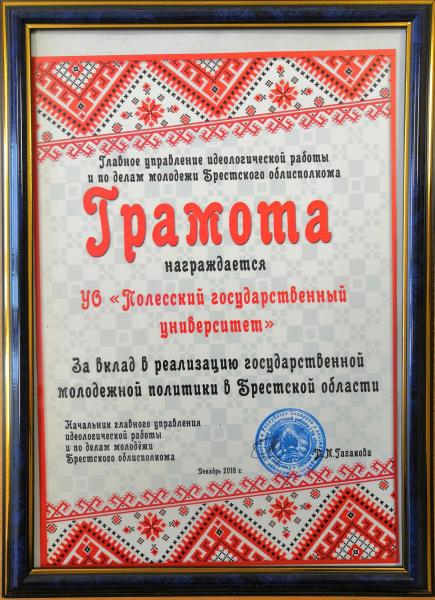 Главное управление идеологической работы
и по делам молодежи Брестского облисполкома
Грамота
награждается
УО «Полесский государственный
университет»
За вклад в реализацию государственной
молодежной политики в Брестской области
Начальник главного управления
идеологической работы
и по делам молодёжи
Брестского облисполкома
Гагакова
Декабрь 2018 г.